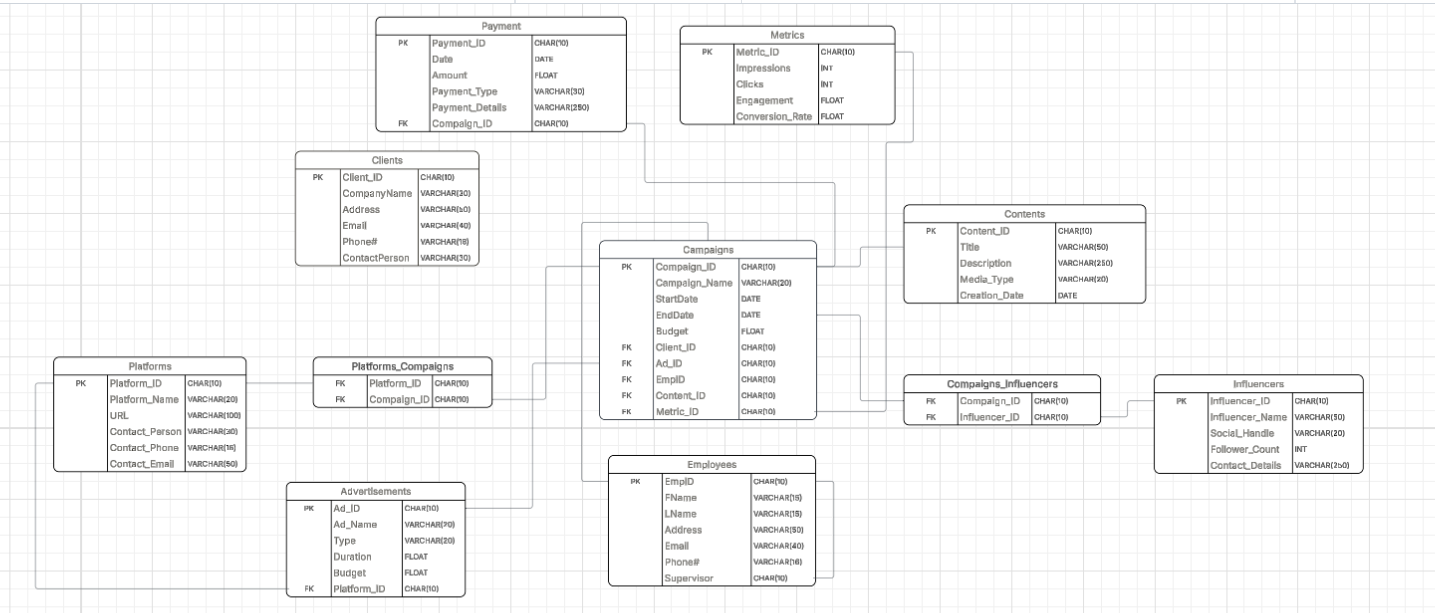 Payment
PK Payment_ID CHAR(10)
Date DATE
Amount FLOAT
Payment_Type VARCHAR(30)
Payment_Details VARCHAR(250)
FK Compaign_ID CHAR(10)
Metrics
PK Metric_ID CHAR(10)
Impressions INT
Clicks INT
Engagement FLOAT
Conversion_Rate FLOAT
Clients
PK Client_ID CHAR(10)
CompanyName VARCHAR(30)
Address VARCHAR(50)
Email VARCHAR(40)
Phone#
ContactPerson VARCHAR(30)
Contents
PK Content_ID CHAR(10)
Title VARCHAR(50)
Description VARCHAR(250)
Media_Type VARCHAR(20)
Creation_Date DATE
Campaigns
PK Compaign_ID CHAR(10)
Campaign_Name VARCHAR(20)
StartDate DATE
EndDate DATE
Budget FLOAT
FK Client_ID CHAR(10)
FK Ad_ID CHAR(10)
FK EmpID CHAR(10)
FK Content_ID CHAR(10)
FK Metric_ID CHAR(10)
Platforms
PK Platform_ID CHAR(10)
Platform_Name VARCHAR(20)
URL VARCHAR(100)
Contact_Person VARCHAR(30)
Contact_Phone
Contact_Email VARCHAR(50)
Platforms_Compaigns
FK Platform_ID CHAR(10)
FK Compaign_ID CHAR(10)
Compaigns_Influencers
FK Compaign_ID CHAR(10)
FK Influencer_ID CHAR(10)
Influencers
PK Influencer_ID CHAR(10)
Influencer_Name VARCHAR(50)
Social_Handle VARCHAR(20)
Follower_Count INT
Contact_Details VARCHAR(250)
Employees
PK EmpID CHAR(10)
FName VARCHAR(15)
LName VARCHAR(15)
Address VARCHAR(50)
Email VARCHAR(40)
Phone#
Supervisor CHAR(10)
Advertisements
PK Ad_ID CHAR(10)
Ad_Name VARCHAR(20)
Type VARCHAR(20)
Duration FLOAT
Budget FLOAT
FK Platform_ID CHAR(10)